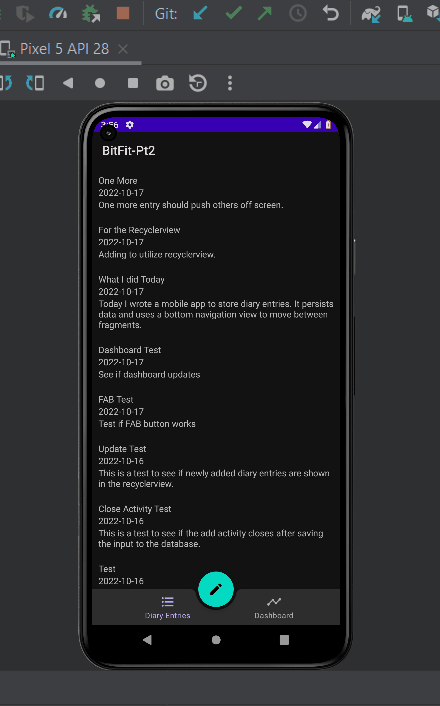 Git:
Pixel 5 API 28
3:56
BitFit-Pt2
One More
2022-10-17
One more entry should push others off screen.
For the Recyclerview
2022-10-17
Adding to utilize recyclerview.
What I did Today
2022-10-17
Today I wrote a mobile app to store diary entries. It persists
data and uses a bottom navigation view to move between
fragments.
Dashboard Test
2022-10-17
See if dashboard updates
FAB Test
2022-10-17
Test if FAB button works
Update Test
2022-10-16
This is a test to see if newly added diary entries are shown
in the recyclerview.
Close Activity Test
2022-10-16
This is a test to see if the add activity closes after saving
the input to the database.
Test
2022-10-16
Diary Entries
Dashboard